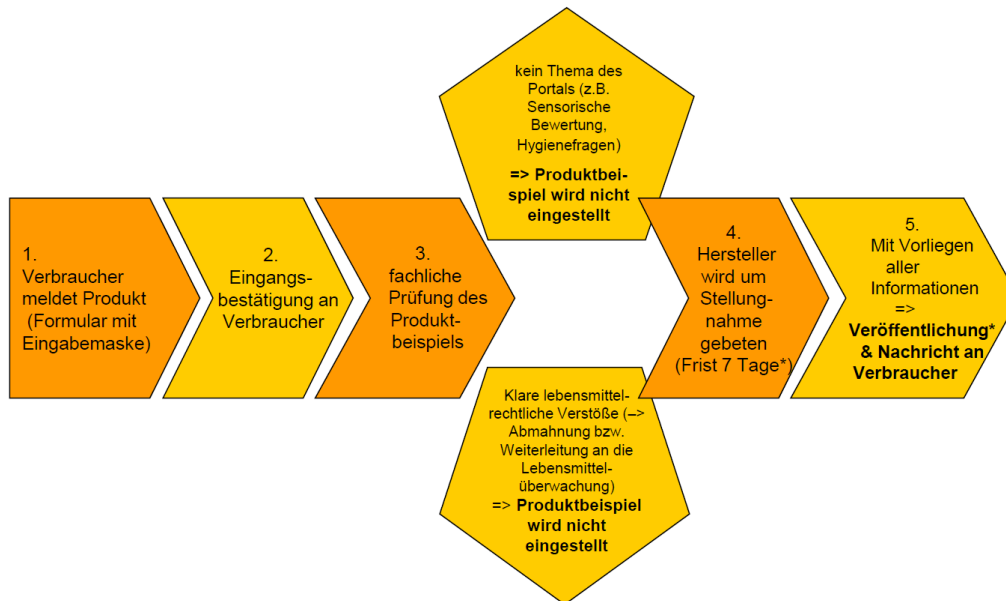 1.
Verbraucher
meldet Produkt
(Formular mit
Eingabemaske)
2.
Eingangs-
bestätigung an
Verbraucher
3.
fachliche
Prüfung des
Produkt-
beispiels
kein Thema des
Portals (z.B.
Sensorische
Bewertung,
Hygienefragen)
=> Produktbei-
spiel wird nicht
eingestellt
Klare lebensmittel-
rechtliche Verstöße (–>
Abmahnung bzw.
Weiterleitung an die
Lebensmittel-
überwachung)
=> Produktbeispiel
wird nicht
eingestellt
4.
Hersteller
wird um
Stellung-
nahme
gebeten
(Frist 7 Tage*)
5.
Mit Vorliegen
aller
Informationen
=>
Veröffentlichung*
& Nachricht an
Verbraucher